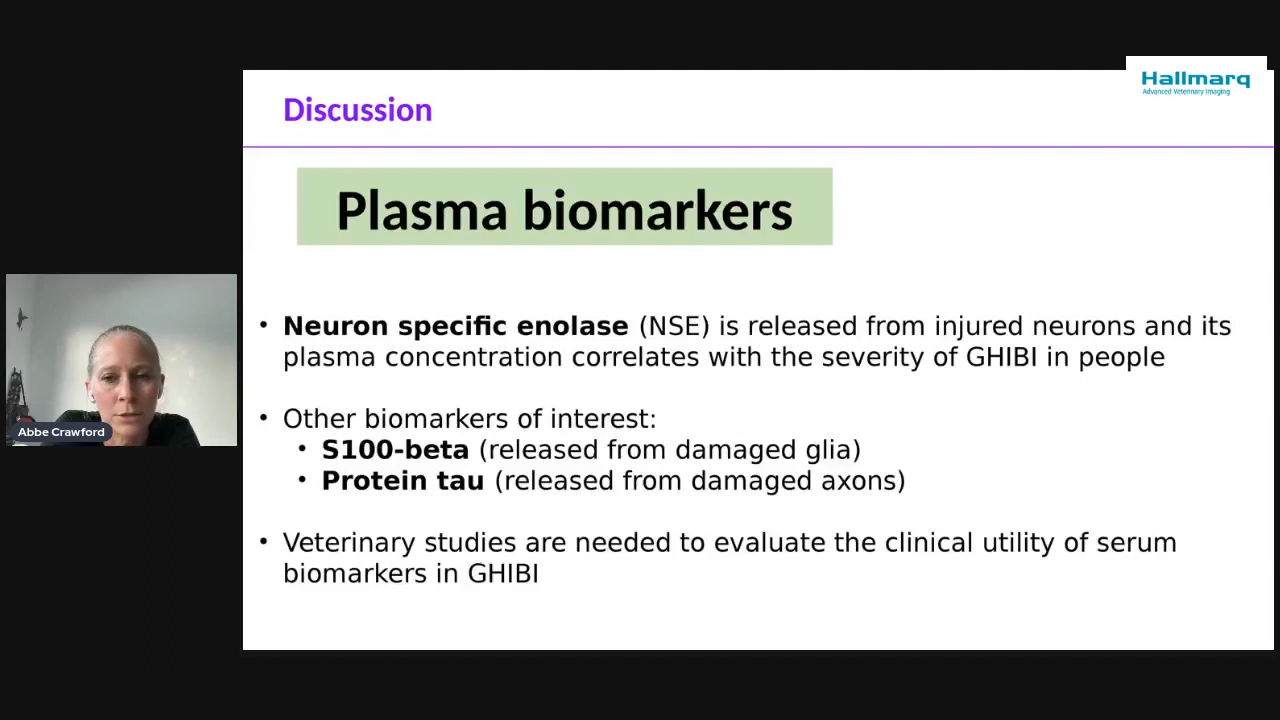 Hallmarq
Advanced Veterinary Imaging
Discussion
Plasma biomarkers
• Neuron specific enolase (NSE) is released from injured neurons and its
plasma concentration correlates with the severity of GHIBI in people
• Other biomarkers of interest:
• S100-beta (released from damaged glia)
• Protein tau (released from damaged axons)
• Veterinary studies are needed to evaluate the clinical utility of serum
biomarkers in GHIBI
Abbe Crawford